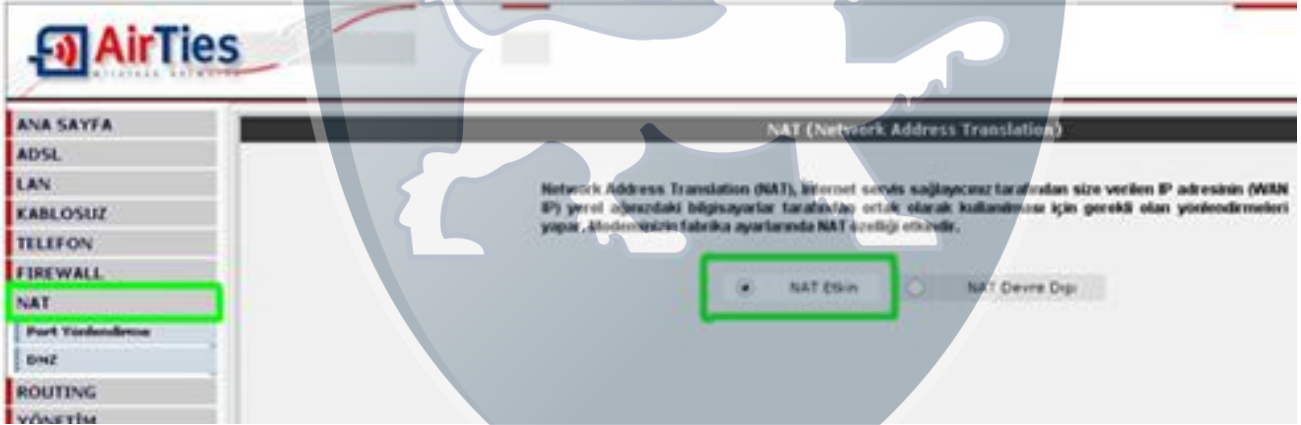 AirTies
WIRELESS NETWORKS
ANA SAYFA
ADSL
LAN
KABLOSUZ
TELEFON
FIREWALL
NAT
Port Yönlendirme
DMZ
ROUTING
YÖNETİM
NAT (Network Address Translation)
Network Address Translation (NAT), internet servis sağlayıcınız tarafından size verilen IP adresinin (WAN
IP) yerel ağınızdaki bilgisayarlar tarafından ortak olarak kullanılması için gerekli olan yönlendirmeleri
yapar, Modeminizin fabrika ayarlarında NAT özelliği etkindir.
NAT Etkin
NAT Devre Dışı